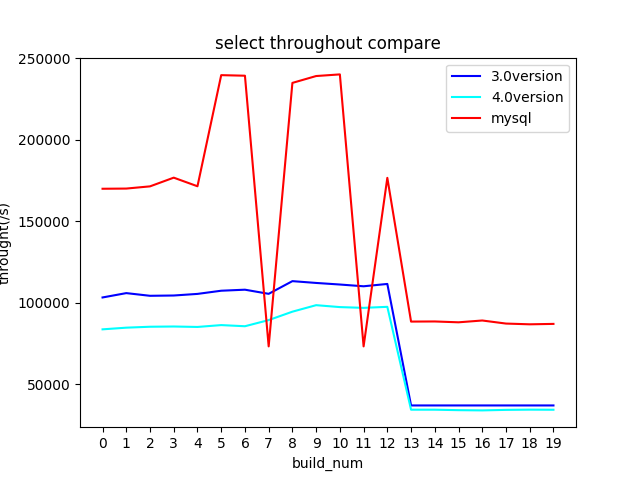 select throughout compare
250000
200000
150000
100000
50000
throught(/s)
3.0version
4.0version
mysql
0 1 2 3 4 5 6 7 8 9 10 11 12 13 14 15 16 17 18 19
build_num